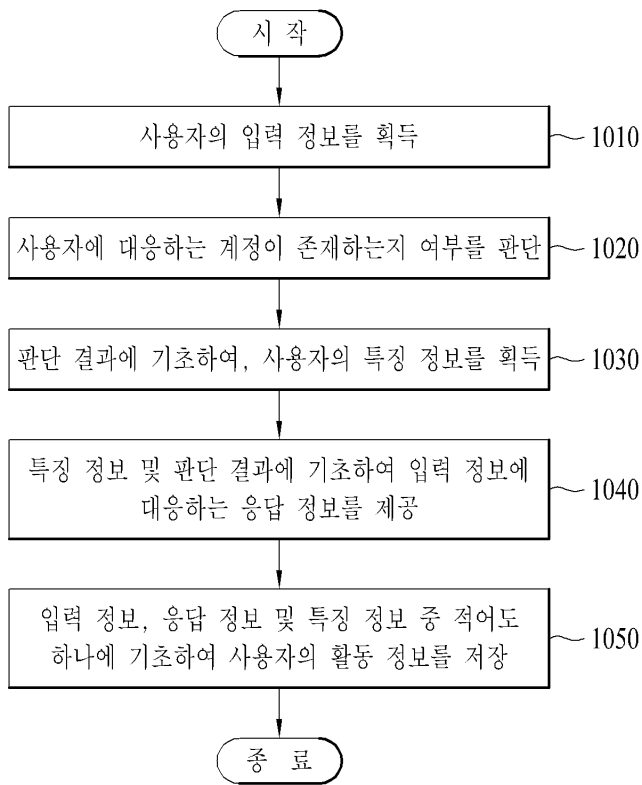 시 작
사용자의 입력 정보를 획득
1010
사용자에 대응하는 계정이 존재하는지 여부를 판단
1020
판단 결과에 기초하여, 사용자의 특징 정보를 획득
1030
특징 정보 및 판단 결과에 기초하여 입력 정보에
대응하는 응답 정보를 제공
1040
입력 정보, 응답 정보 및 특징 정보 중 적어도
하나에 기초하여 사용자의 활동 정보를 저장
1050
종 료